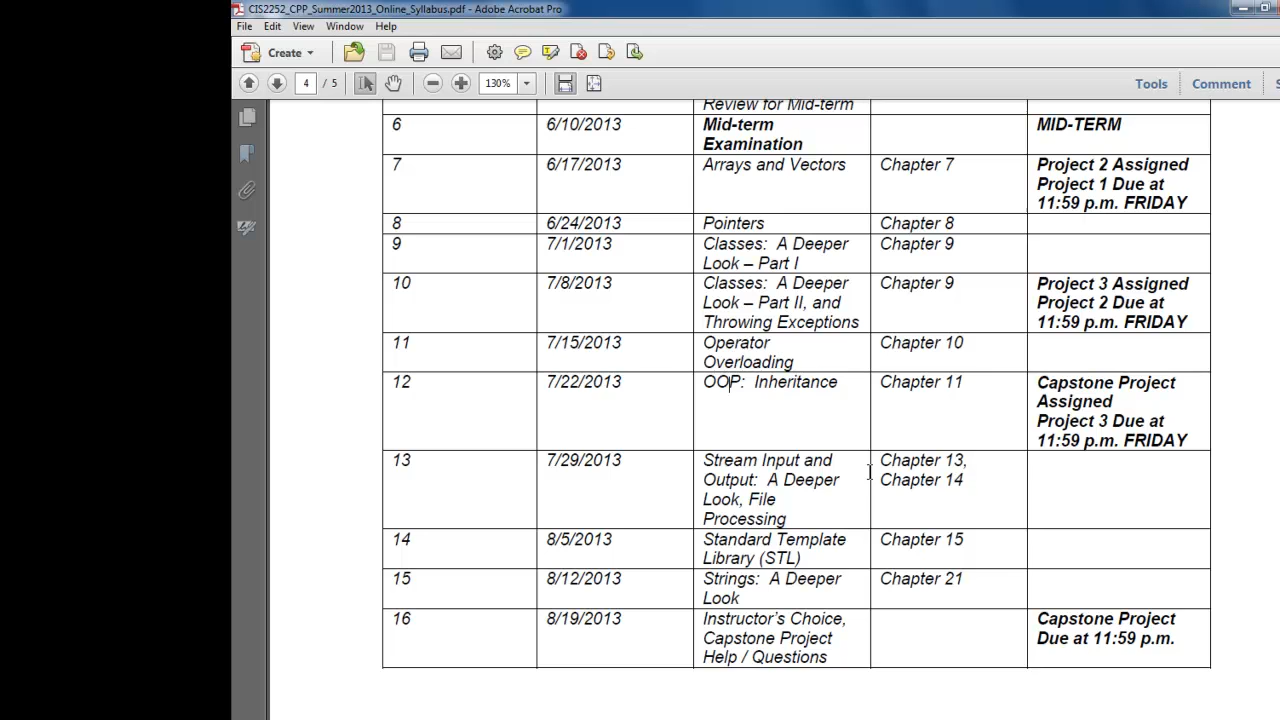 CIS2252_CPP_Summer2013_Online_Syllabus.pdf - Adobe Acrobat Pro
File Edit View Window Help
Create
4 / 5 130% Tools Comment S
Review for Mid-term
6 6/10/2013 Mid-term MID-TERM
Examination
7 6/17/2013 Arrays and Vectors Chapter 7 Project 2 Assigned
Project 1 Due at
11:59 p.m. FRIDAY
8 6/24/2013 Pointers Chapter 8
9 7/1/2013 Classes: A Deeper Chapter 9
Look – Part I
10 7/8/2013 Classes: A Deeper Chapter 9 Project 3 Assigned
Look – Part II, and Project 2 Due at
Throwing Exceptions 11:59 p.m. FRIDAY
11 7/15/2013 Operator Chapter 10
Overloading
12 7/22/2013 OOP: Inheritance Chapter 11 Capstone Project
Assigned
Project 3 Due at
11:59 p.m. FRIDAY
13 7/29/2013 Stream Input and Chapter 13,
Output: A Deeper Chapter 14
Look, File
Processing
14 8/5/2013 Standard Template Chapter 15
Library (STL)
15 8/12/2013 Strings: A Deeper Chapter 21
Look
16 8/19/2013 Instructor's Choice, Capstone Project
Capstone Project Due at 11:59 p.m.
Help / Questions